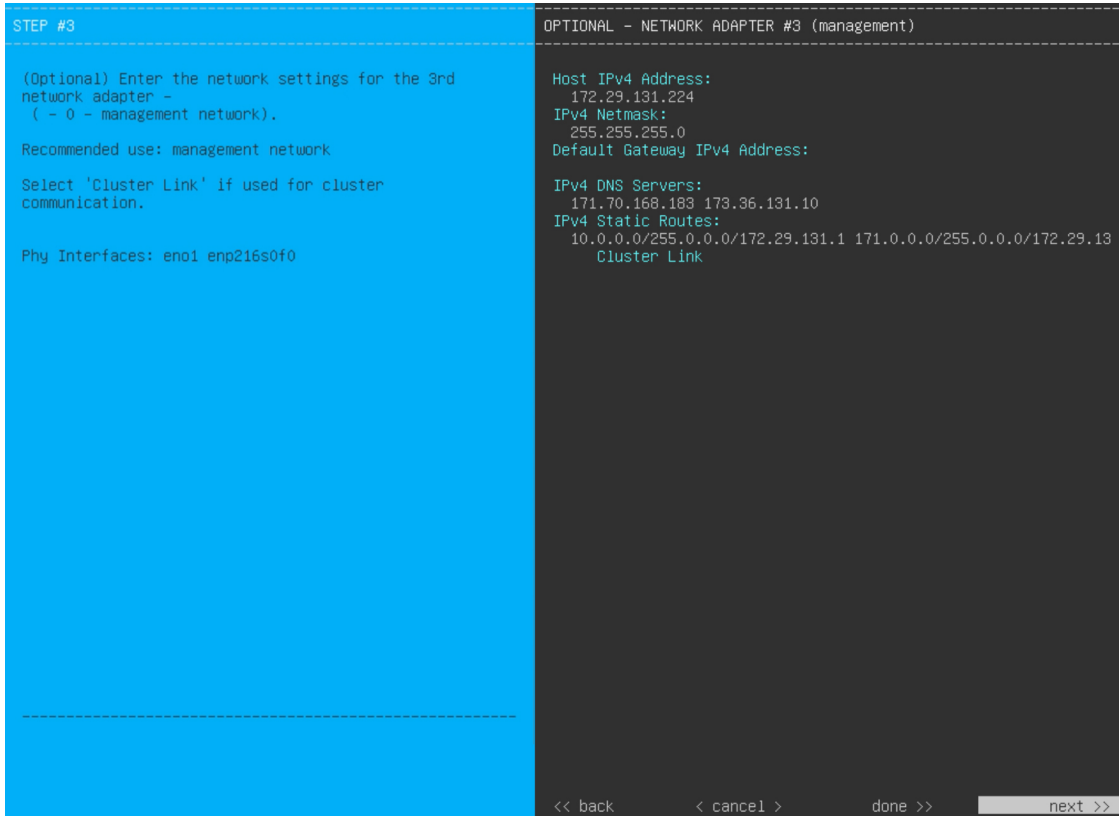 STEP #3
(Optional) Enter the network settings for the 3rd
network adapter -
( - 0 - management network).
Recommended use: management network
Select 'Cluster Link' if used for cluster
communication.
Phy Interfaces: eno1 enp216s0f0
OPTIONAL - NETWORK ADAPTER #3 (management)
Host IPv4 Address:
172.29.131.224
IPv4 Netmask:
255.255.255.0
Default Gateway IPv4 Address:
IPv4 DNS Servers:
171.70.168.183 173.36.131.10
IPv4 Static Routes:
10.0.0.0/255.0.0.0/172.29.131.1 171.0.0.0/255.0.0.0/172.29.13
Cluster Link
<< back < cancel > done >> next >>